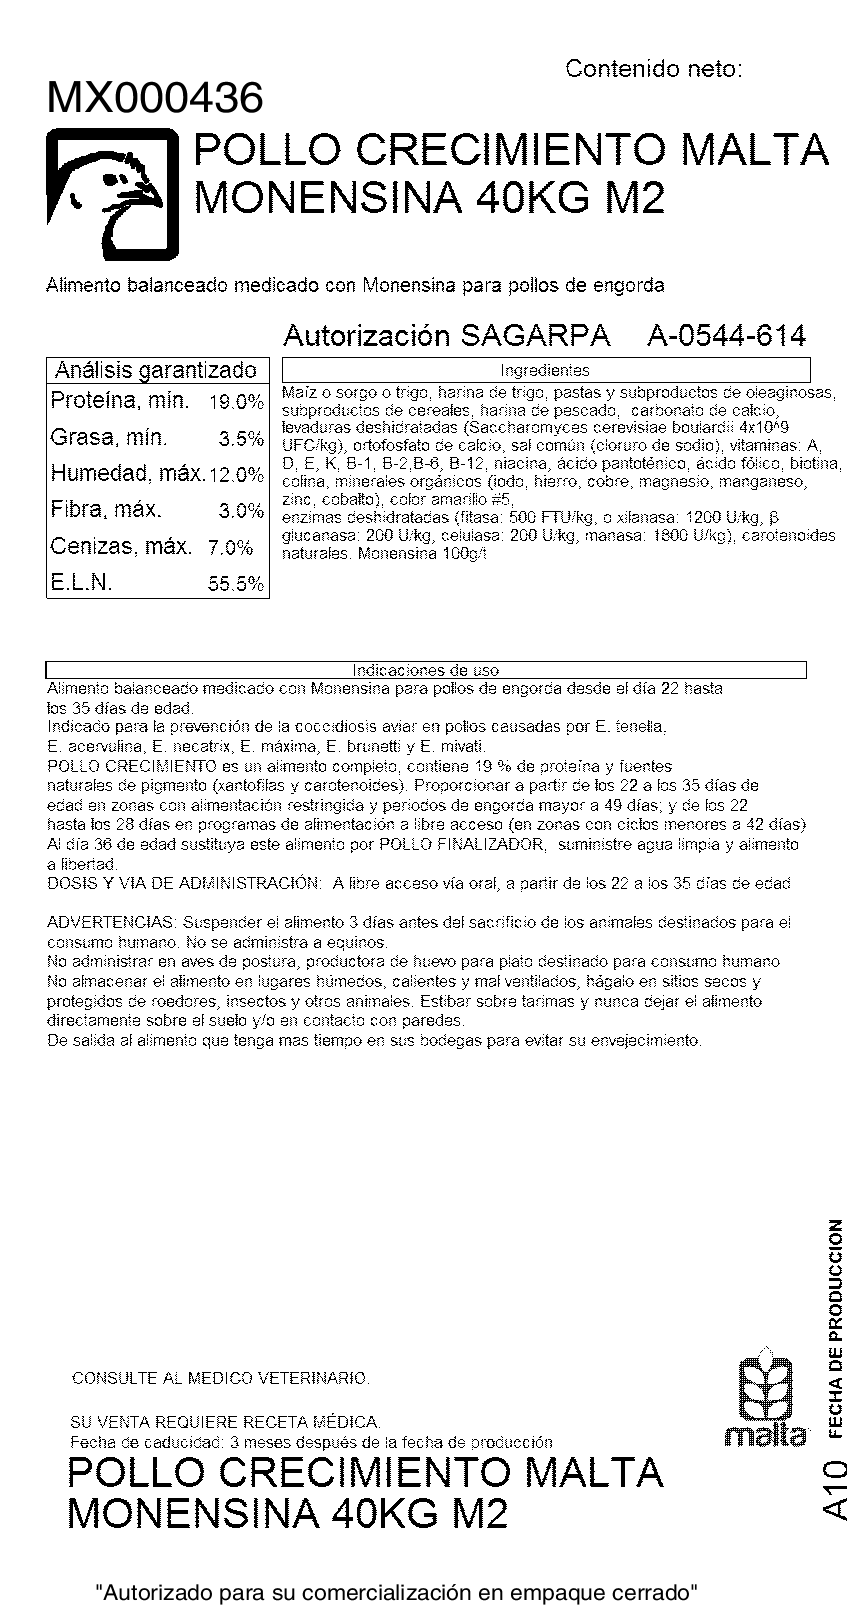 Contenido neto:
MX000436
POLLO CRECIMIENTO MALTA
MONENSINA 40KG M2
Alimento balanceado medicado con Monensina para pollos de engorda
Autorización SAGARPA A-0544-614
Análisis garantizado
Proteína, mín. 19.0%
Grasa, mín. 3.5%
Humedad, máx. 12.0%
Fibra, máx. 3.0%
Cenizas, máx. 7.0%
E.L.N. 55.5%
Ingredientes
Maíz o sorgo o trigo, harina de trigo, pastas y subproductos de oleaginosas,
subproductos de cereales, harina de pescado, carbonato de calcio,
levaduras deshidratadas (Saccharomyces cerevisiae boulardii 4x10^9
UFC/kg), ortofosfato de calcio, sal común (cloruro de sodio), vitaminas: A,
D, E, K, B-1, B-2,B-6, B-12, niacina, ácido pantoténico, ácido fólico, biotina,
colina, minerales orgánicos (iodo, hierro, cobre, magnesio, manganeso,
zinc, cobalto), color amarillo #5,
enzimas deshidratadas (fitasa: 500 FTU/kg, o xilanasa: 1200 U/kg, β
glucanasa: 200 U/kg, celulasa: 200 U/kg, manasa: 1800 U/kg), carotenoides
naturales. Monensina 100g/t
Indicaciones de uso
Alimento balanceado medicado con Monensina para pollos de engorda desde el día 22 hasta
los 35 días de edad.
Indicado para la prevención de la coccidiosis aviar en pollos causadas por E. tenella,
E. acervulina, E. necatrix, E. máxima, E. brunetti y E. mivati.
POLLO CRECIMIENTO es un alimento completo, contiene 19 % de proteína y fuentes
naturales de pigmento (xantofilas y carotenoides). Proporcionar a partir de los 22 a los 35 días de
edad en zonas con alimentación restringida y periodos de engorda mayor a 49 días; y de los 22
hasta los 28 días en programas de alimentación a libre acceso (en zonas con ciclos menores a 42 días)
Al día 36 de edad sustituya este alimento por POLLO FINALIZADOR, suministre agua limpia y alimento
a libertad.
DOSIS Y VIA DE ADMINISTRACIÓN: A libre acceso vía oral, a partir de los 22 a los 35 días de edad
ADVERTENCIAS: Suspender el alimento 3 días antes del sacrificio de los animales destinados para el
consumo humano. No se administra a equinos.
No administrar en aves de postura, productora de huevo para plato destinado para consumo humano
No almacenar el alimento en lugares húmedos, calientes y mal ventilados, hágalo en sitios secos y
protegidos de roedores, insectos y otros animales. Estibar sobre tarimas y nunca dejar el alimento
directamente sobre el suelo y/o en contacto con paredes.
De salida al alimento que tenga mas tiempo en sus bodegas para evitar su envejecimiento.
CONSULTE AL MEDICO VETERINARIO.
SU VENTA REQUIERE RECETA MÉDICA.
Fecha de caducidad: 3 meses después de la fecha de producción
malta
A10 FECHA DE PRODUCCION
POLLO CRECIMIENTO MALTA
MONENSINA 40KG M2
"Autorizado para su comercialización en empaque cerrado"